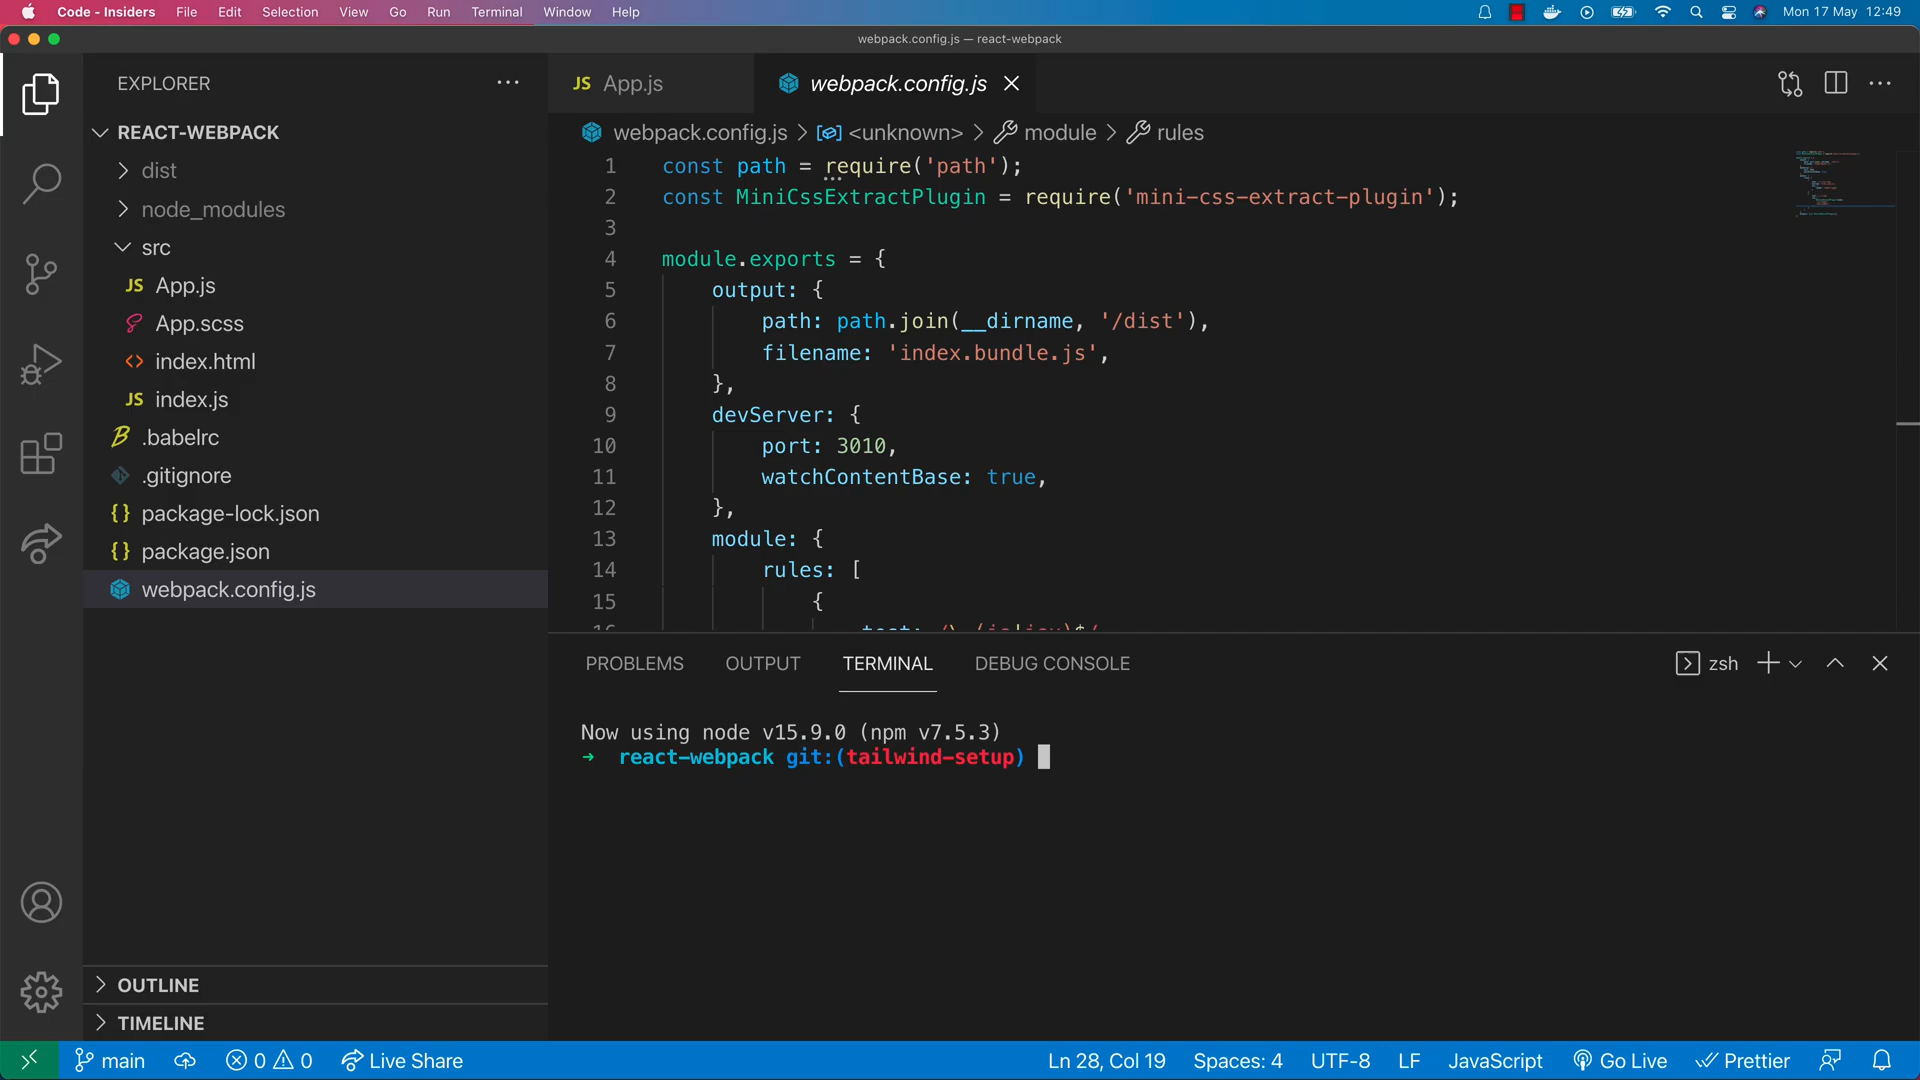 Code - Insiders File Edit Selection View Go Run Terminal Window Help Mon 17 May 12:49
webpack.config.js — react-webpack
EXPLORER
REACT-WEBPACK
dist
node_modules
src
JS App.js
App.scss
<> index.html
JS index.js
.babelrc
.gitignore
{} package-lock.json
{} package.json
webpack.config.js
OUTLINE
TIMELINE
JS App.js webpack.config.js
webpack.config.js > <unknown> > module > rules
1 const path = require('path');
2 const MiniCssExtractPlugin = require('mini-css-extract-plugin');
3
4 module.exports = {
5 output: {
6 path: path.join(__dirname, '/dist'),
7 filename: 'index.bundle.js',
8 },
9 devServer: {
10 port: 3010,
11 watchContentBase: true,
12 },
13 module: {
14 rules: [
15 {
PROBLEMS OUTPUT TERMINAL DEBUG CONSOLE zsh
Now using node v15.9.0 (npm v7.5.3)
➜ react-webpack git:(tailwind-setup)
main 0 0 Live Share Ln 28, Col 19 Spaces: 4 UTF-8 LF JavaScript Go Live Prettier